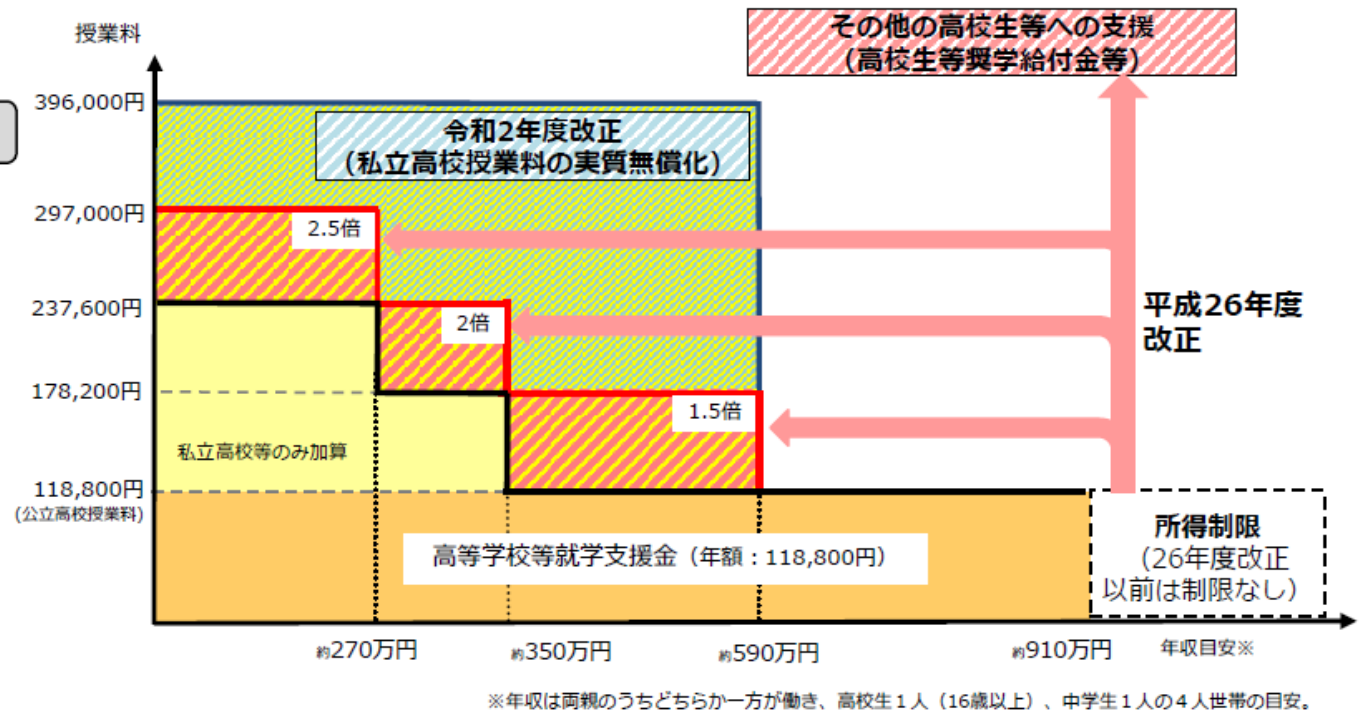 授業料
その他の高校生等への支援
(高校生等奨学給付金等)
396,000円
令和2年度改正
(私立高校授業料の実質無償化)
297,000円
2.5倍
237,600円
2倍
平成26年度
改正
178,200円
1.5倍
私立高校等のみ加算
118,800円
(公立高校授業料)
高等学校等就学支援金(年額:118,800円)
所得制限
(26年度改正
以前は制限なし)
約270万円
約350万円
約590万円
約910万円
年収目安※
※年収は両親のうちどちらか一方が働き、高校生1人(16歳以上)、中学生1人の4人世帯の目安。